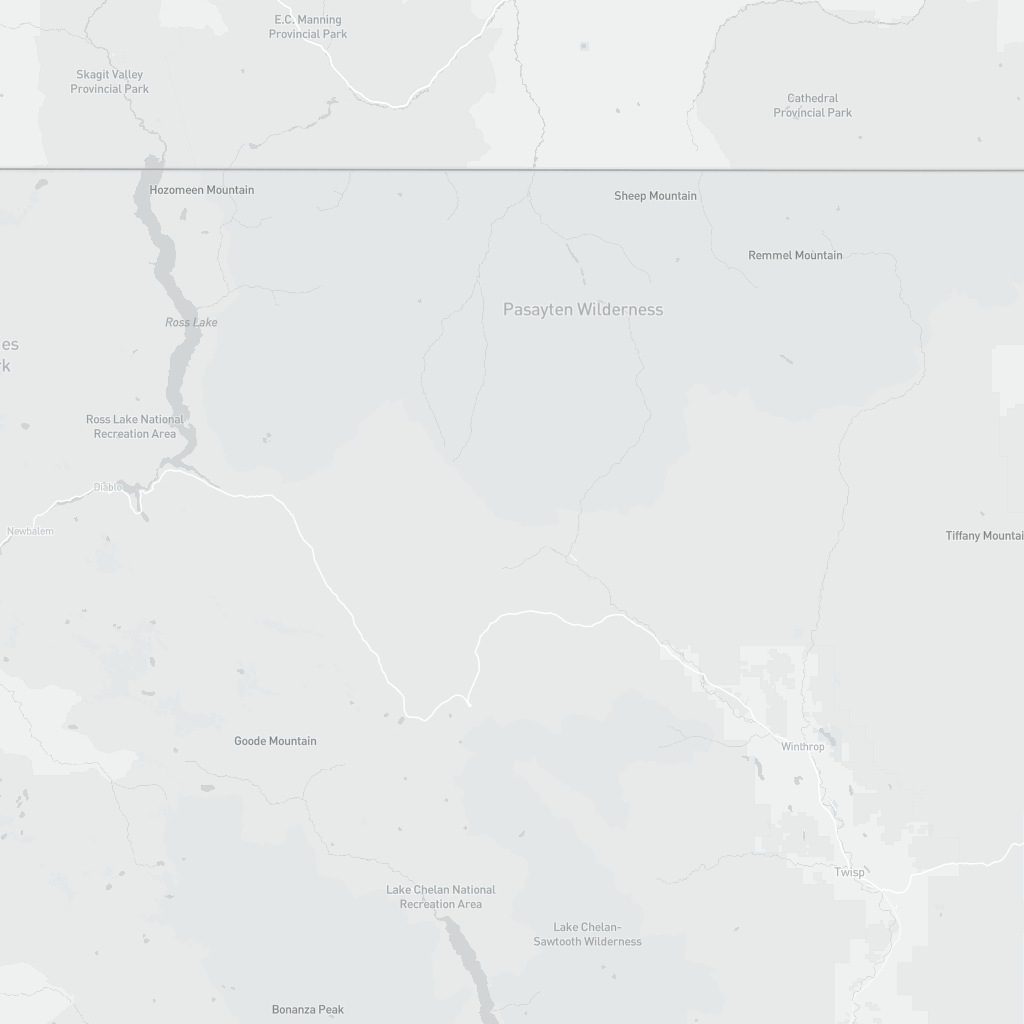 E.C. Manning
Provincial Park
Skagit Valley
Provincial Park
Cathedral
Provincial Park
Hozomeen Mountain
Sheep Mountain
Remmel Mountain
Pasayten Wilderness
Ross Lake
es
k
Ross Lake National
Recreation Area
Diablo
Newhalem
Tiffany Mountai
Goode Mountain
Winthrop
Twisp
Lake Chelan National
Recreation Area
Lake Chelan-
Sawtooth Wilderness
Bonanza Peak